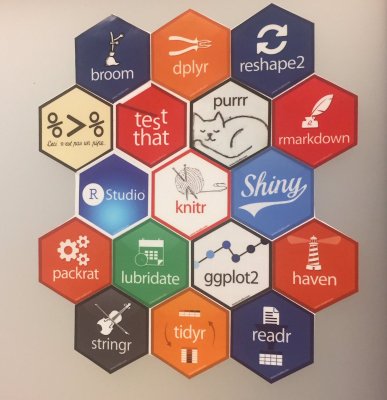 broom
dplyr
reshape2
%>%
Ceci n'est pas un pipe.
test
that
purrr
rmarkdown
R Studio
knitr
Shiny
packrat
lubridate
ggplot2
haven
stringr
tidyr
readr